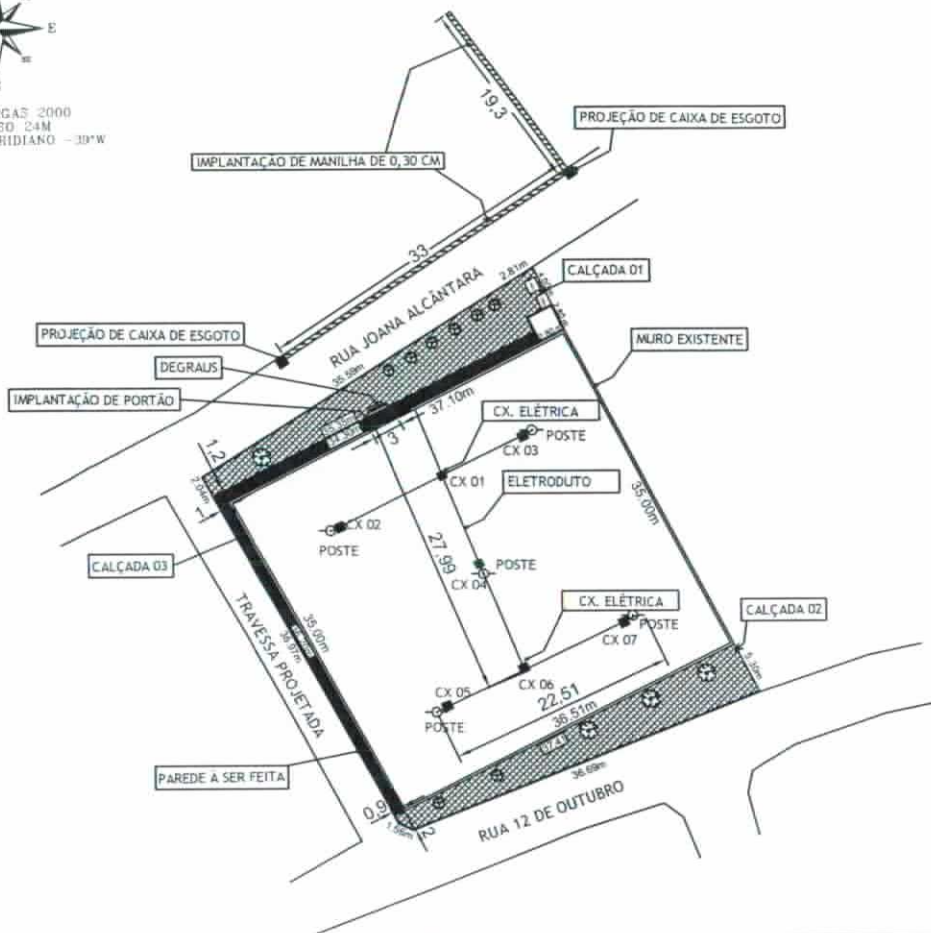 E
GAS 2000
SO 24M
RIDIANO -39°W
19,3
PROJEÇÃO DE CAIXA DE ESGOTO
IMPLANTAÇÃO DE MANILHA DE 0,30 CM
33
RUA JOANA ALCÂNTARA
2.81m
CALÇADA 01
PROJEÇÃO DE CAIXA DE ESGOTO
MURO EXISTENTE
DEGRAUS
35.59m
IMPLANTAÇÃO DE PORTÃO
37.10m
CX. ELÉTRICA
3
POSTE
CX 03
1,2
CX 01
ELETRODUTO
2.04m
1
35.00m
CX 02
POSTE
27,99
POSTE
CX 04
CALÇADA 03
CX. ELÉTRICA
CALÇADA 02
TRAVESSA PROJETADA
35.00m
36.97m
POSTE
CX 07
5.30m
CX 06
CX 05
22,51
POSTE
36.51m
PAREDE À SER FEITA
36.69m
0,9
1.56m
2
RUA 12 DE OUTUBRO